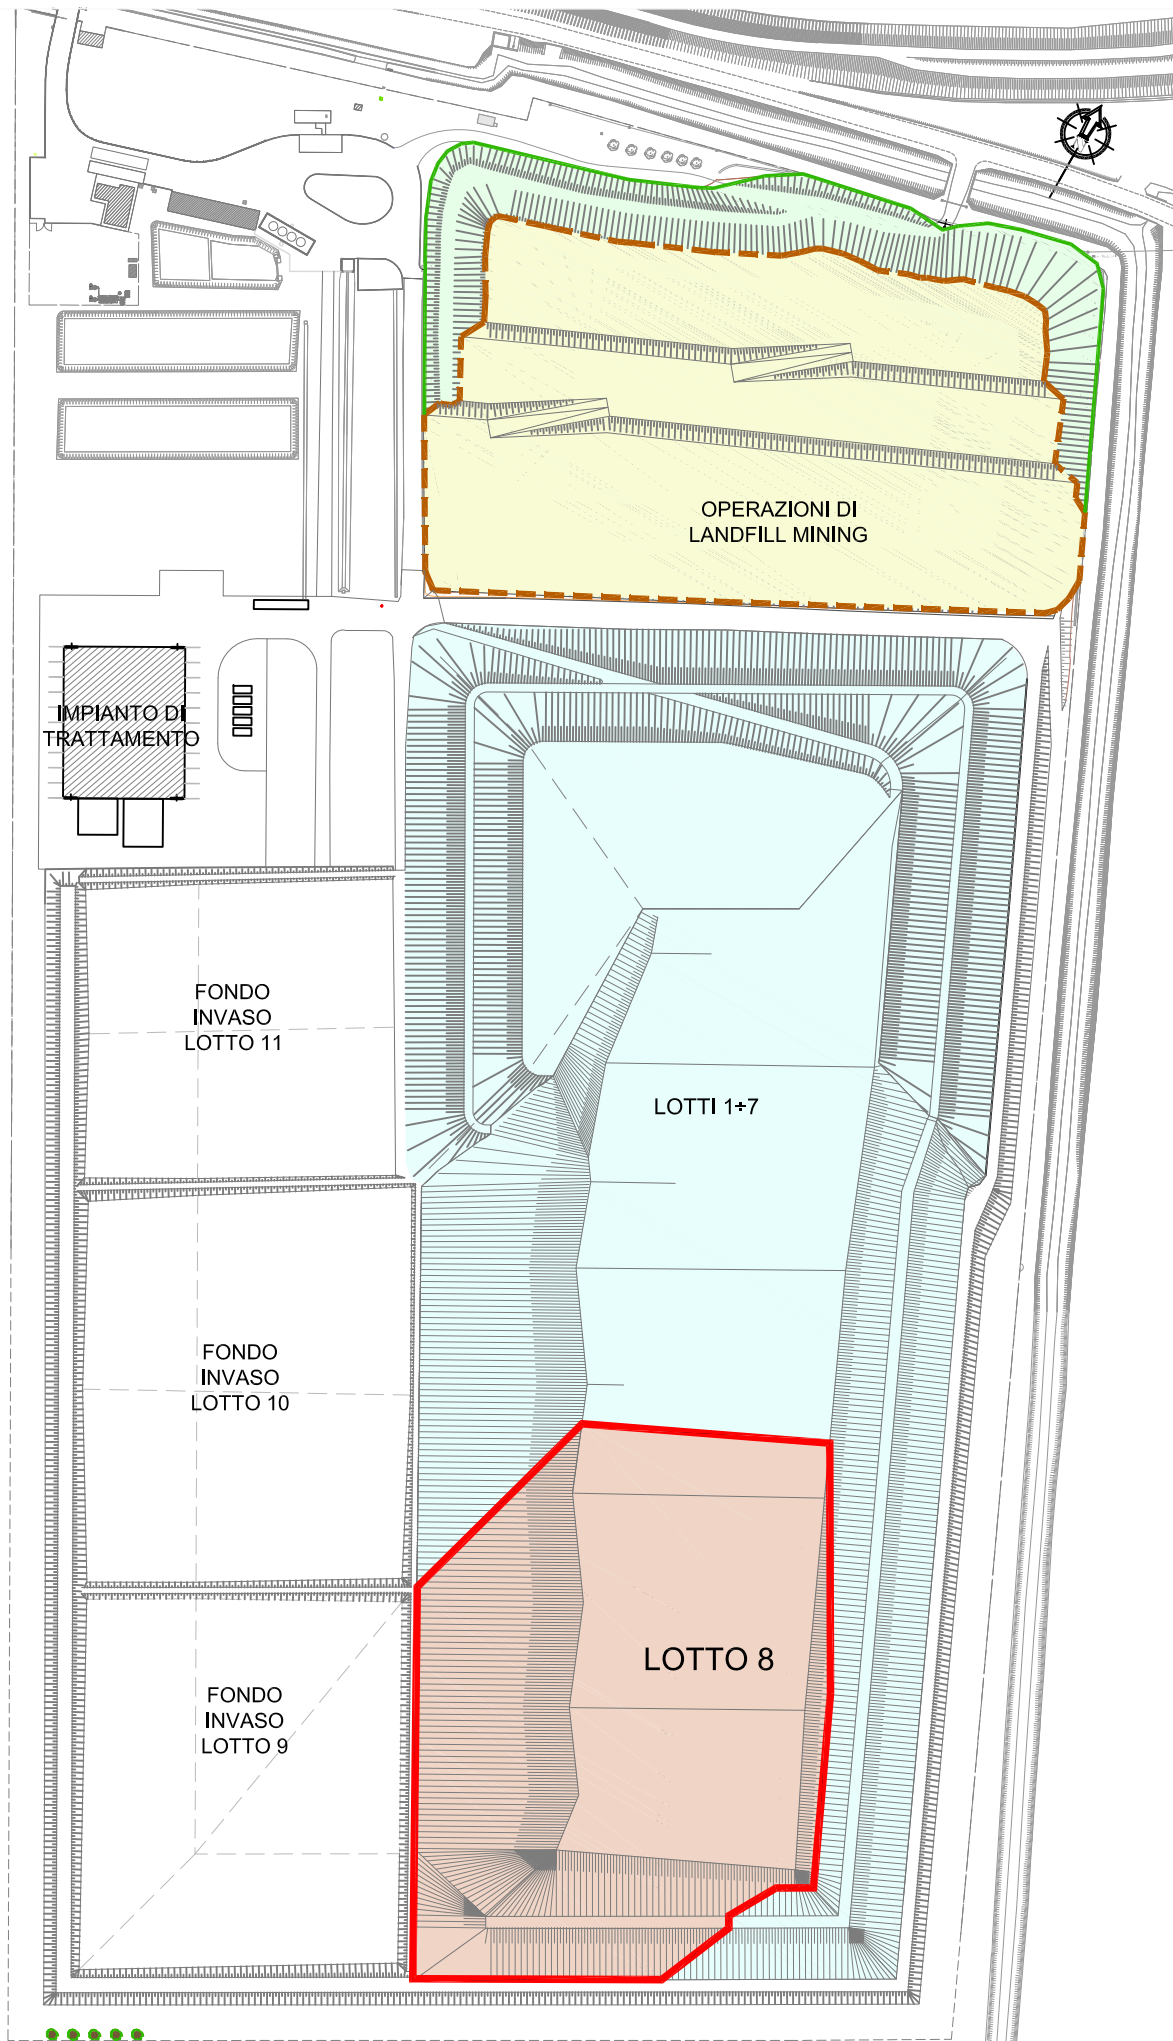 OPERAZIONI DI
LANDFILL MINING
IMPIANTO DI
TRATTAMENTO
FONDO
INVASO
LOTTO 11
LOTTI 1÷7
FONDO
INVASO
LOTTO 10
LOTTO 8
FONDO
INVASO
LOTTO 9